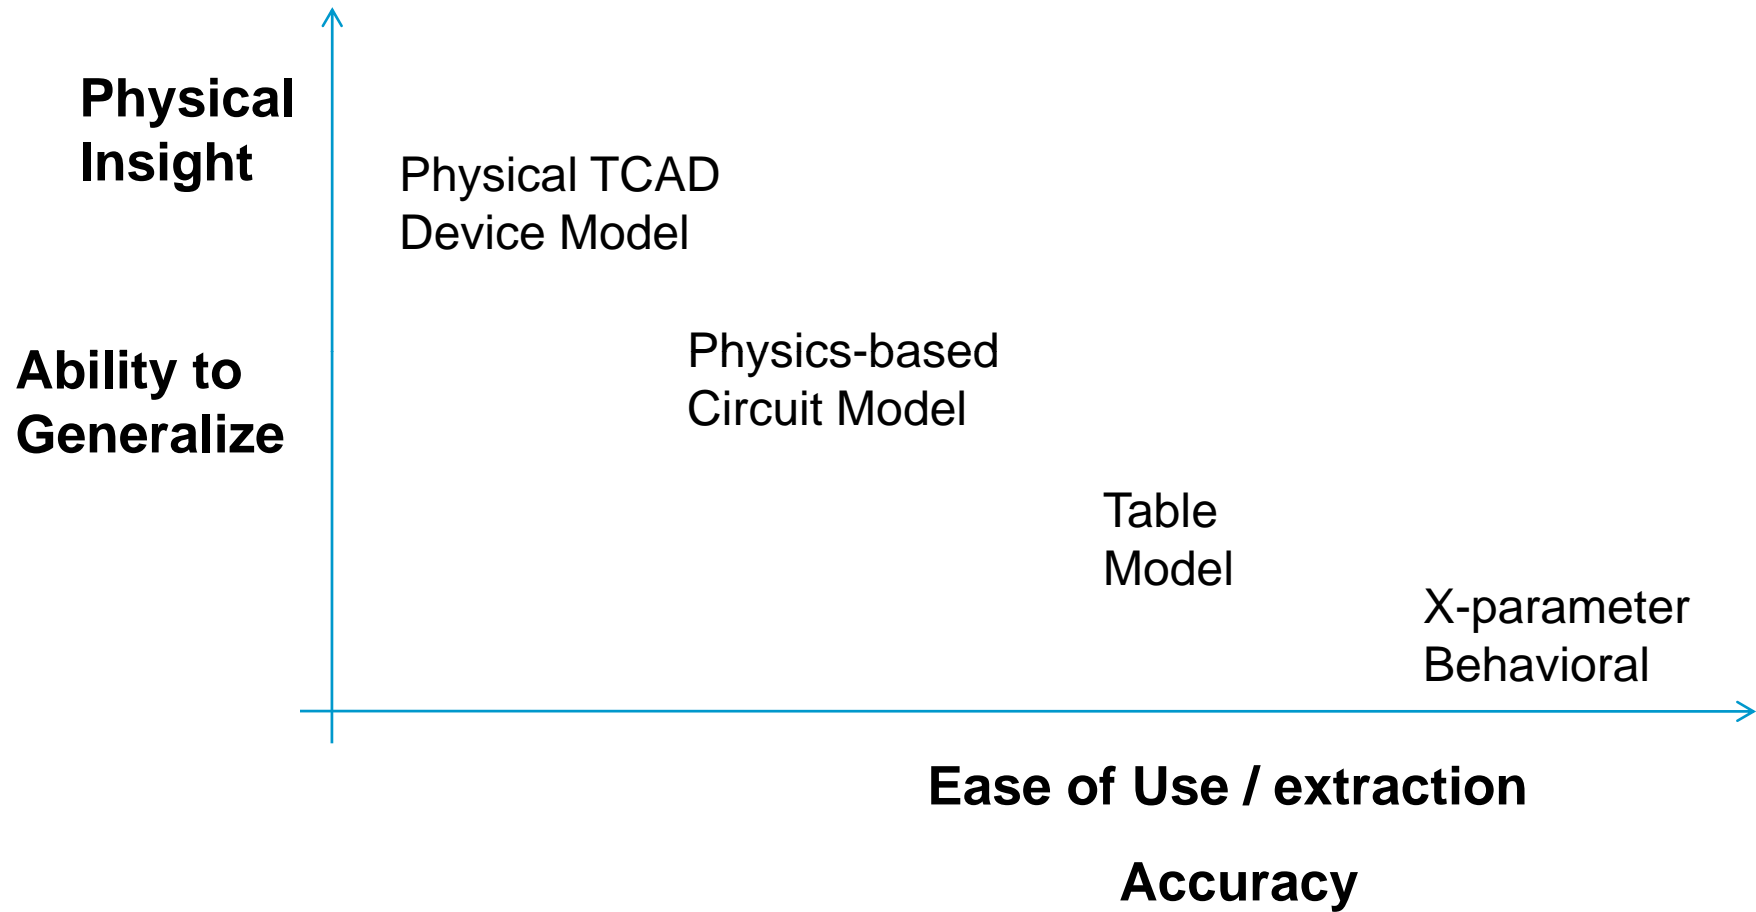 Physical
Insight
Physical TCAD
Device Model
Ability to
Generalize
Physics-based
Circuit Model
Table
Model
X-parameter
Behavioral
Ease of Use / extraction
Accuracy